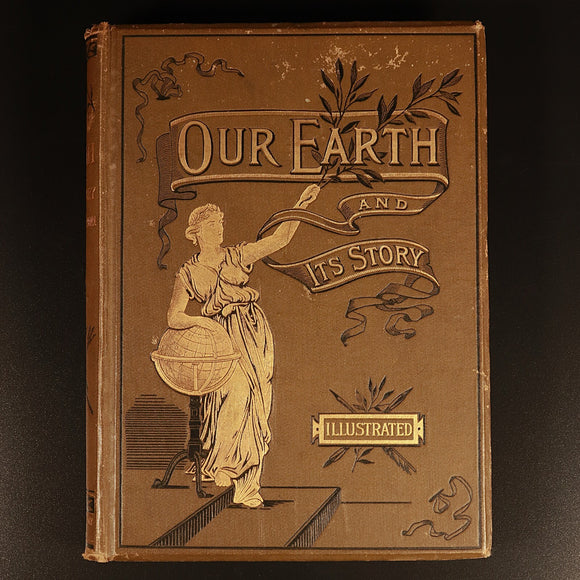 OUR EARTH
AND
ITS STORY
ILLUSTRATED